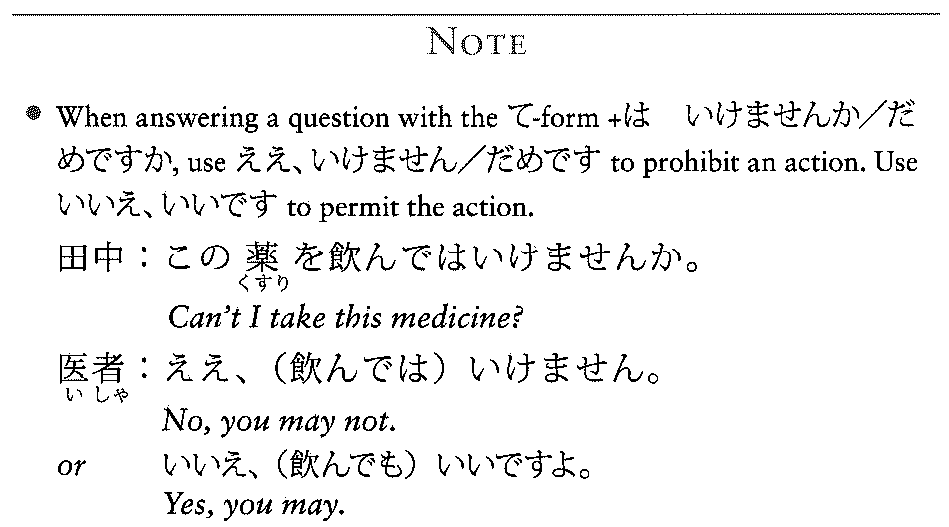 NOTE
• When answering a question with the て-form +は　いけませんか／だ
めですか, use ええ、いけません／だめです to prohibit an action. Use
いいえ、いいです to permit the action.
田中：この薬を飲んではいけませんか。
くすり
Can't I take this medicine?
医者：ええ、（飲んでは）いけません。
いしゃ
No, you may not.
or　いいえ、（飲んでも）いいですよ。
Yes, you may.